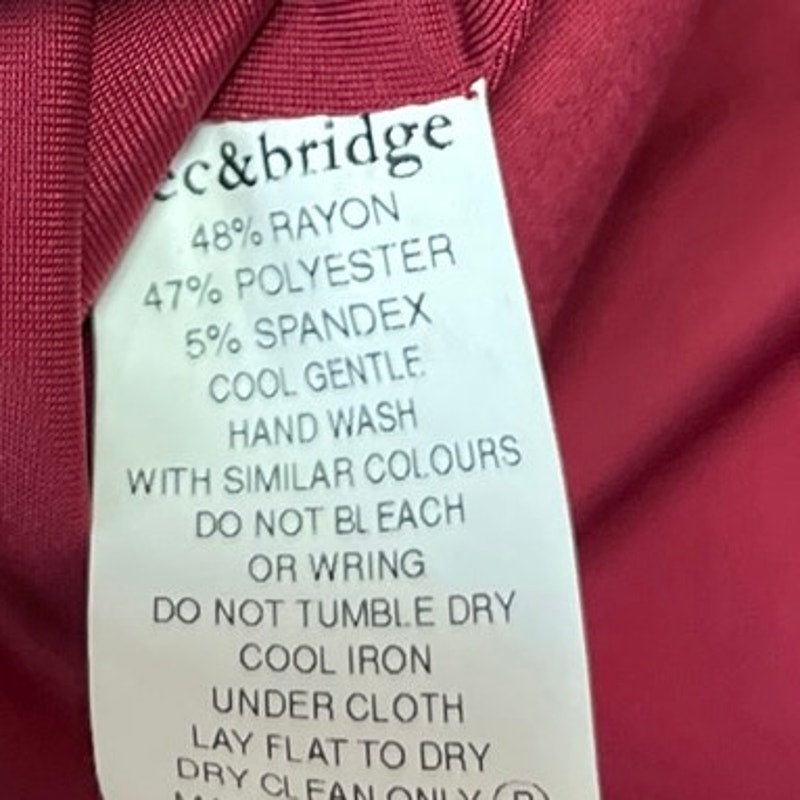 ec&bridge
48% RAYON
47% POLYESTER
5% SPANDEX
COOL GENTLE
HAND WASH
WITH SIMILAR COLOURS
DO NOT BLEACH
OR WRING
DO NOT TUMBLE DRY
COOL IRON
UNDER CLOTH
LAY FLAT TO DRY
DRY CLEAN ONLY Ⓟ